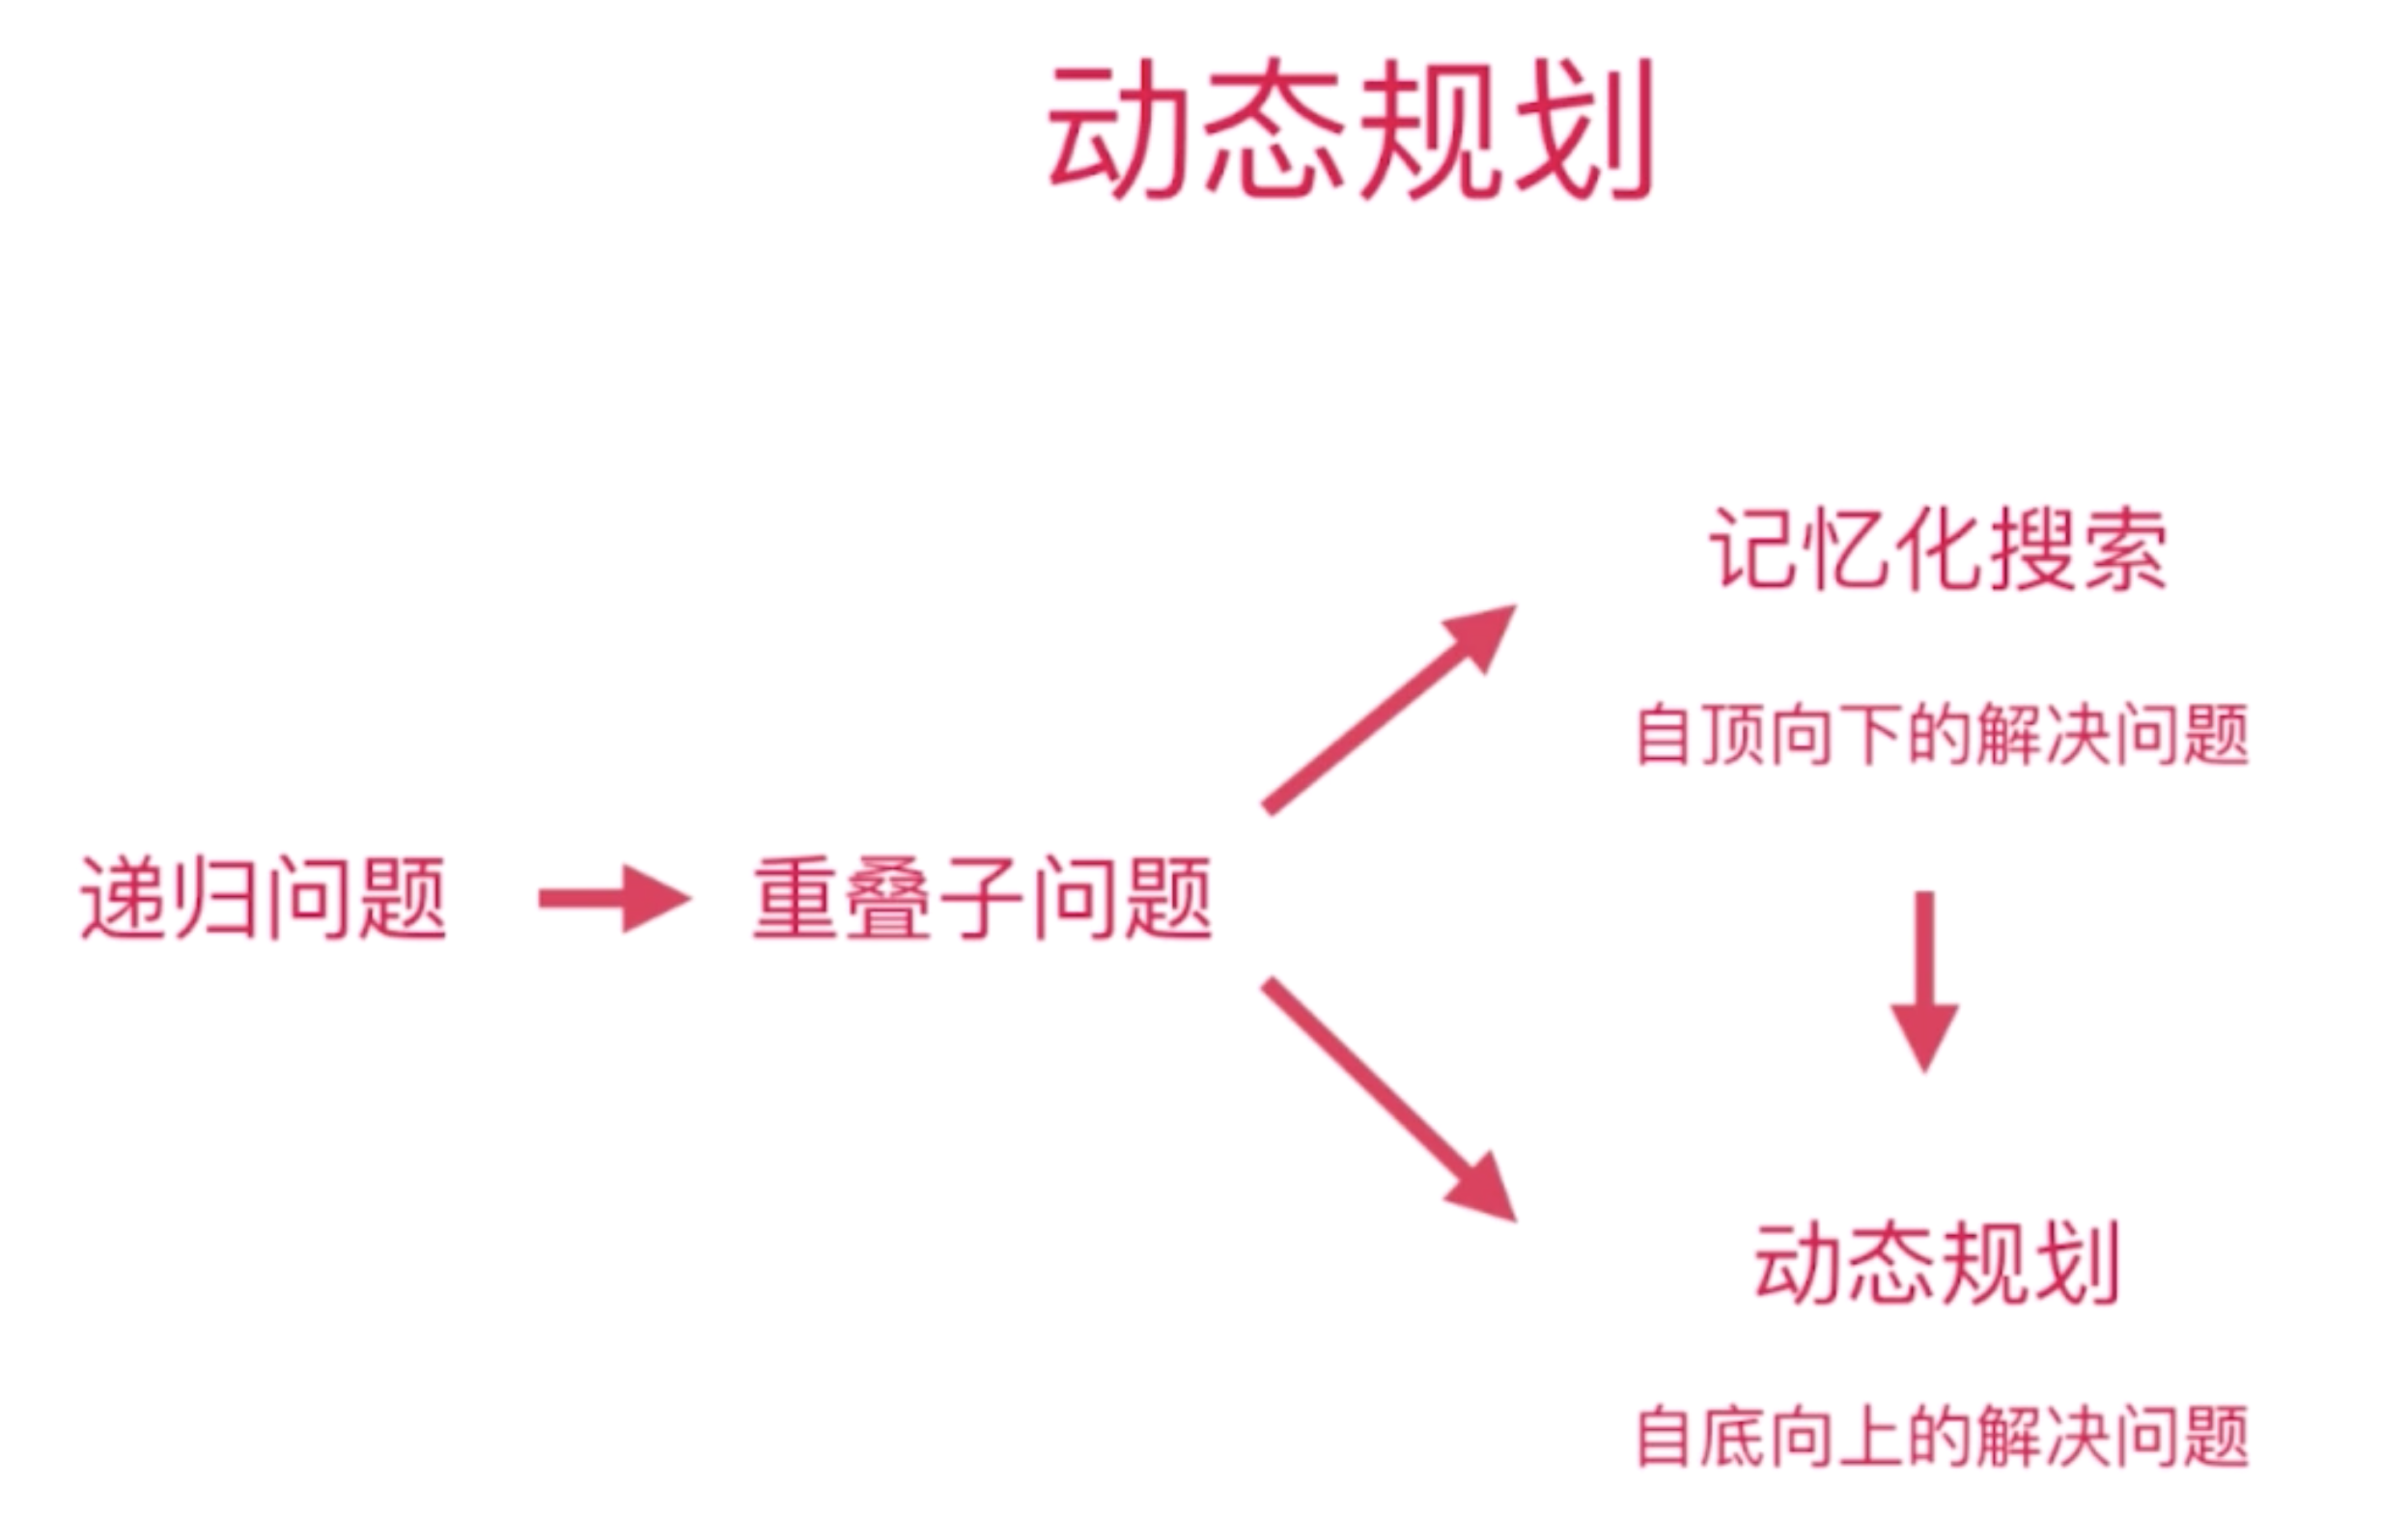 动态规划
记忆化搜索
自顶向下的解决问题
递归问题
重叠子问题
动态规划
自底向上的解决问题